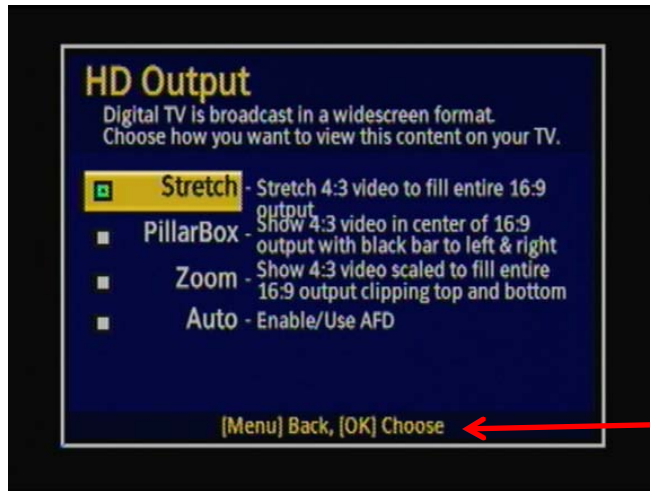 HD Output
Digital TV is broadcast in a widescreen format.
Choose how you want to view this content on your TV.
Stretch - Stretch 4:3 video to fill entire 16:9
output
PillarBox - Show 4:3 video in center of 16:9
output with black bar to left & right
Zoom - Show 4:3 video scaled to fill entire
16:9 output clipping top and bottom
Auto - Enable/Use AFD
[Menu] Back, [OK] Choose